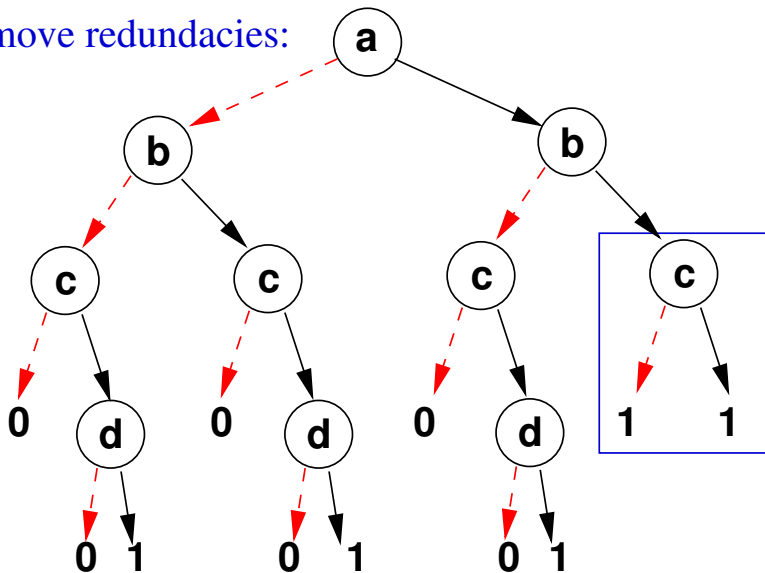 move redundacies:
a
b b
c c c c
0 d 0 d 0 d 1 1
0 1 0 1 0 1